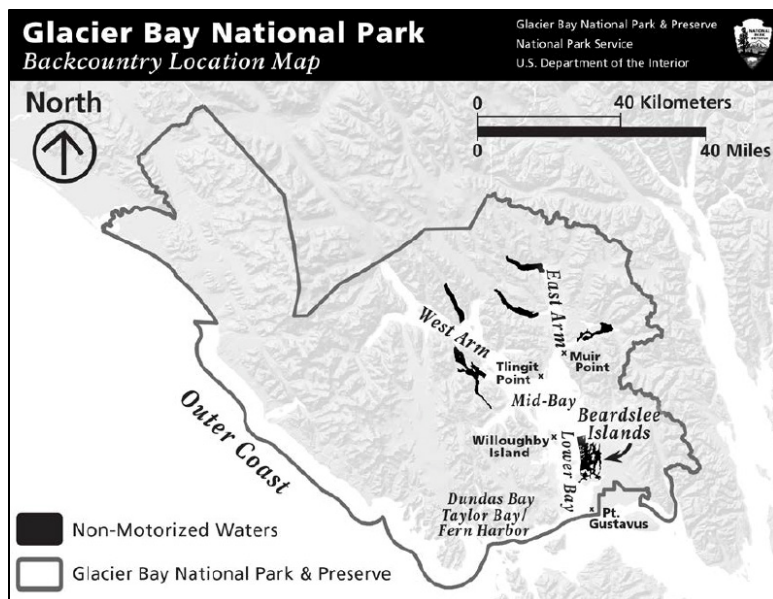 Glacier Bay National Park
Backcountry Location Map
Glacier Bay National Park & Preserve
National Park Service
U.S. Department of the Interior
North
0 40 Kilometers
0 40 Miles
East Arm
West Arm
Muir
Point
Tlingit
Point
Mid-Bay
Beardslee
Islands
Willoughby
Island
Lower Bay
Outer Coast
Dundas Bay
Taylor Bay/
Fern Harbor
Pt.
Gustavus
Non-Motorized Waters
Glacier Bay National Park & Preserve